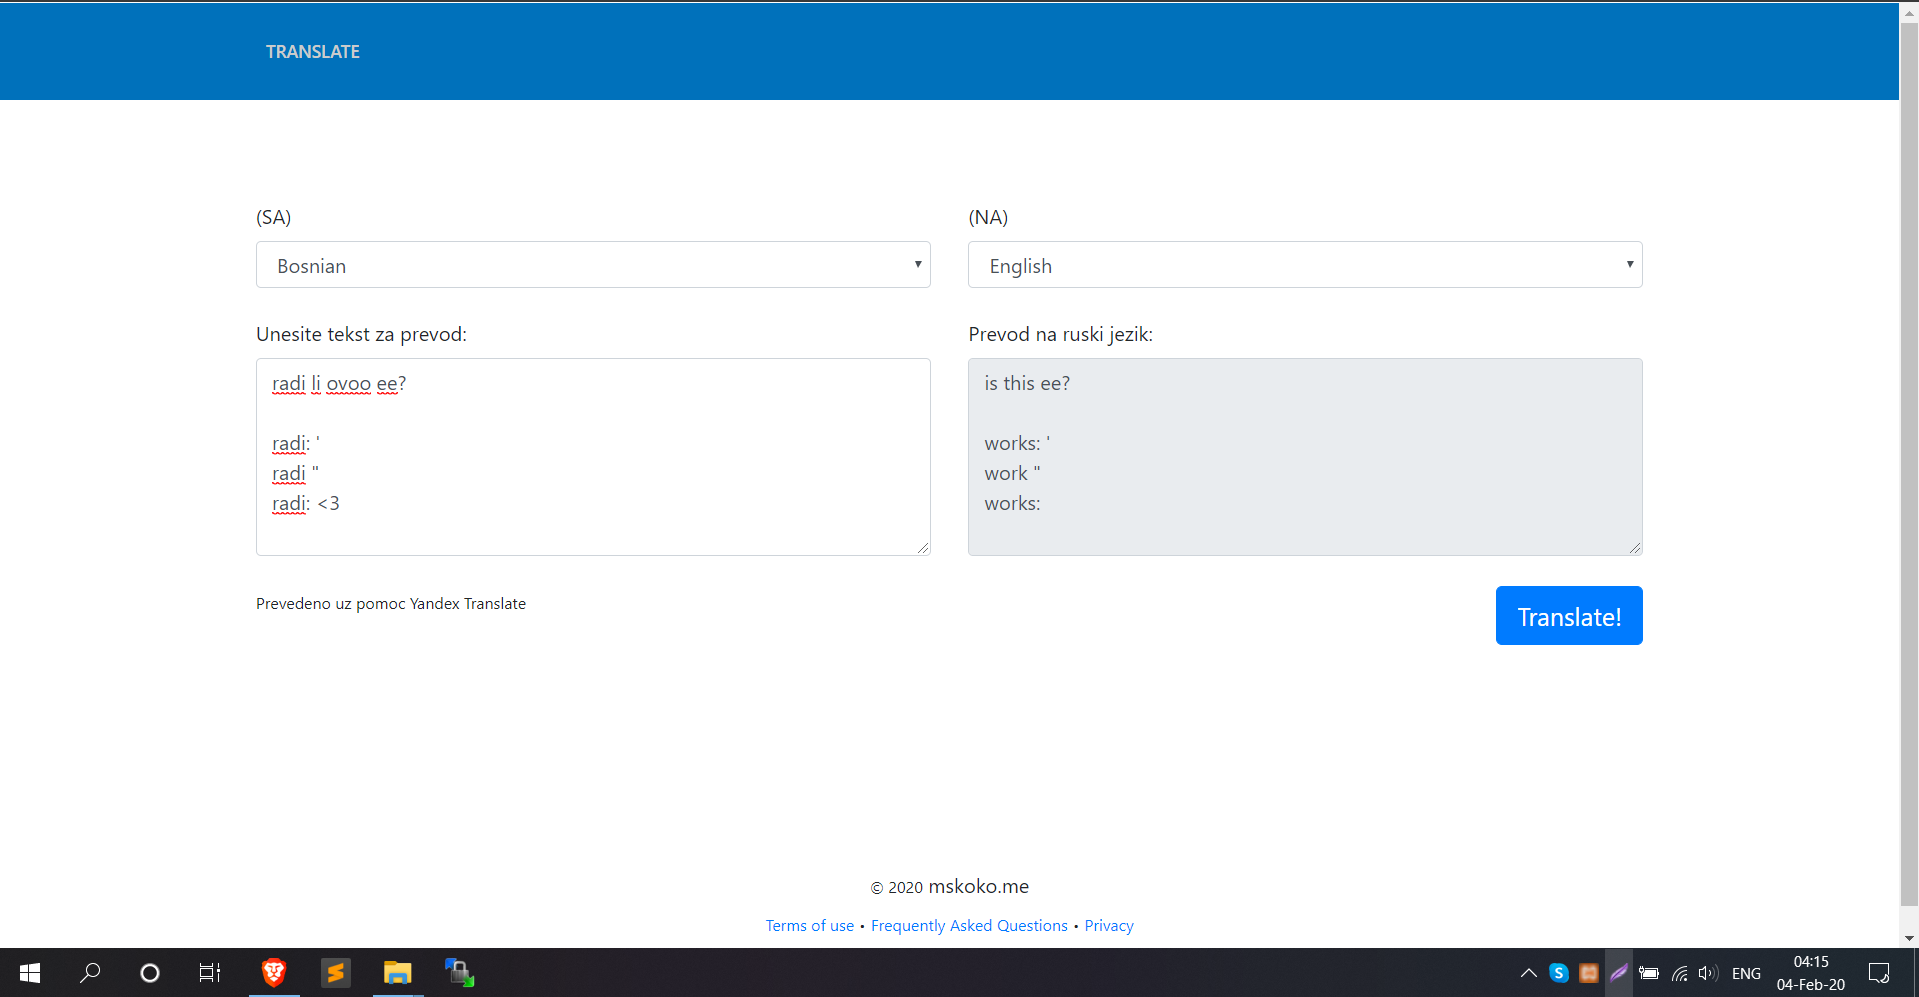 TRANSLATE
(SA)
(NA)
Bosnian
English
Unesite tekst za prevod:
Prevod na ruski jezik:
radi li ovoo ee?
radi: '
radi "
radi: <3
is this ee?
works: '
work "
works:
Prevedeno uz pomoc Yandex Translate
Translate!
© 2020 mskoko.me
Terms of use • Frequently Asked Questions • Privacy
ENG
04:15
04-Feb-20